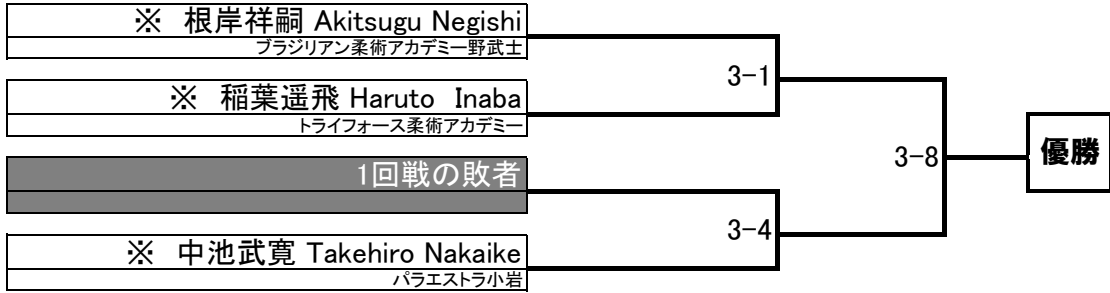 ※ 根岸祥嗣 Akitsugu Negishi
ブラジリアン柔術アカデミー野武士
3-1
※ 稲葉遥飛 Haruto Inaba
トライフォース柔術アカデミー
3-8
優勝
1回戦の敗者
3-4
※ 中池武寛 Takehiro Nakaike
パラエストラ小岩